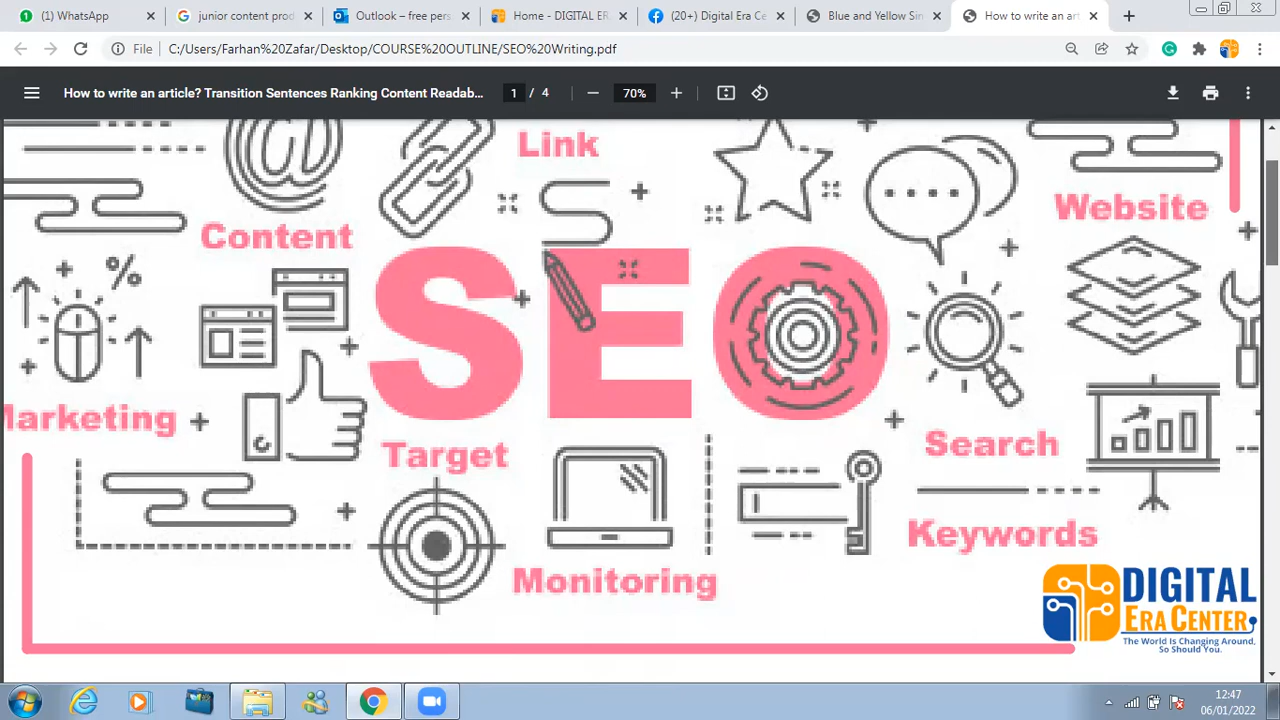 (1) WhatsApp
junior content prod
Outlook – free pers
Home - DIGITAL ER
(20+) Digital Era Ce
Blue and Yellow Sin
How to write an art
File
C:/Users/Farhan%20Zafar/Desktop/COURSE%20OUTLINE/SEO%20Writing.pdf
How to write an article? Transition Sentences Ranking Content Readab...
1 / 4
70%
Link
Content
Website
%
SEO
Marketing
Target
Search
Keywords
Monitoring
DIGITAL
ERA CENTER
The World Is Changing Around,
So Should You.
12:47
06/01/2022